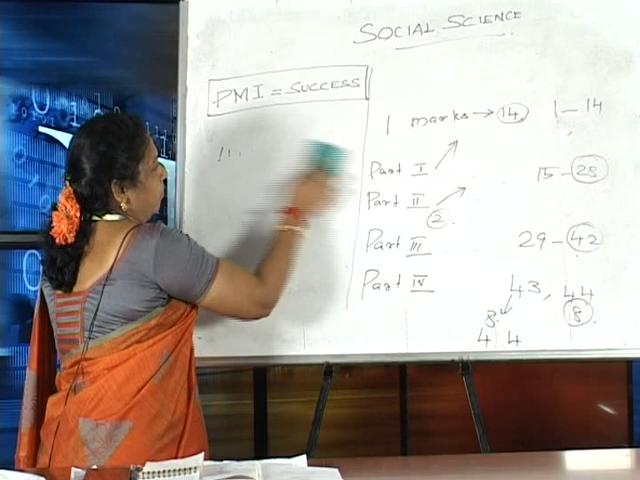 SOCIAL SCIENCE
PMI = SUCCESS
1 marks → 14 1 - 14
Part I 15 - 28
Part II
2
Part III 29 - 42
Part IV 43, 44
8 8
4 4